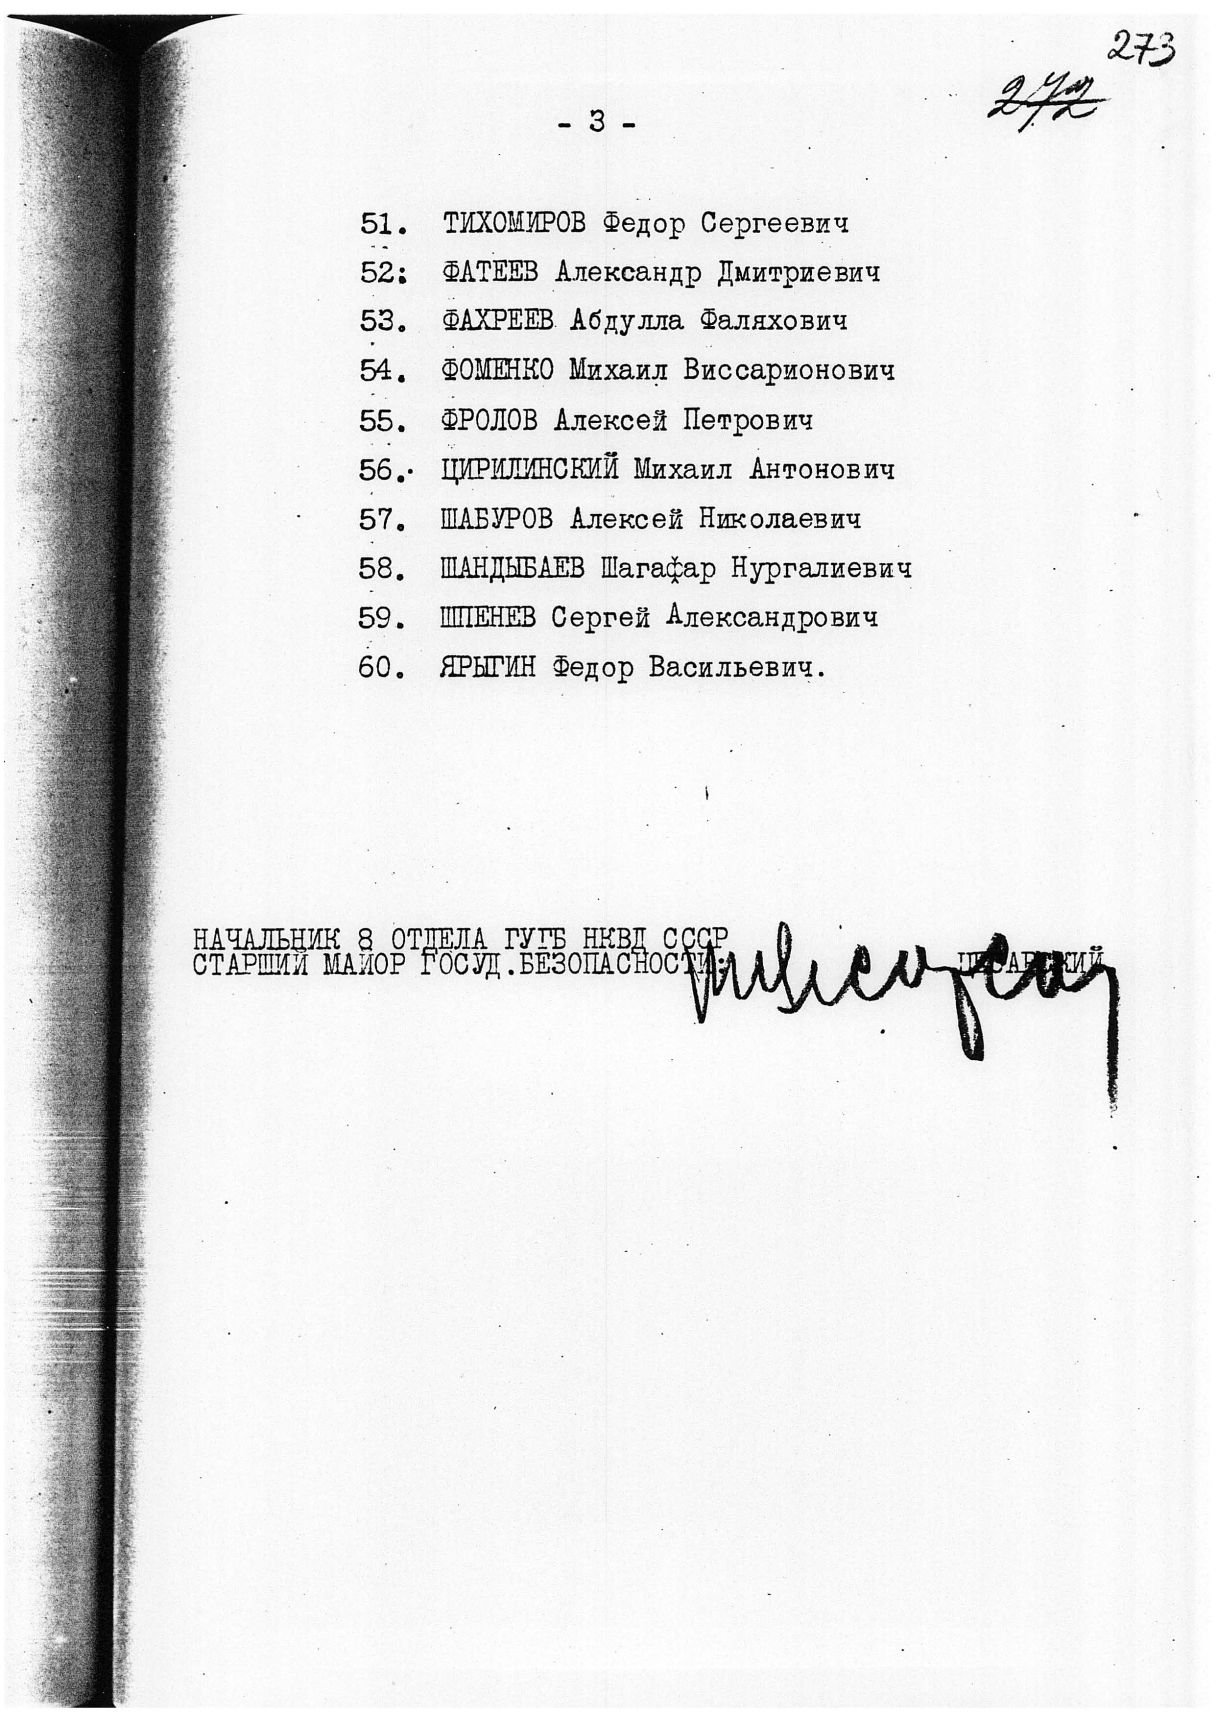 273
272
- 3 -
51. ТИХОМИРОВ Федор Сергеевич
52: ФАТЕЕВ Александр Дмитриевич
53. ФАХРЕЕВ Абдулла Фаляхович
54. ФОМЕНКО Михаил Виссарионович
55. ФРОЛОВ Алексей Петрович
56. ЦИРИЛИНСКИЙ Михаил Антонович
57. ШАБУРОВ Алексей Николаевич
58. ШАНДЫБАЕВ Шагафар Нургалиевич
59. ШПЕНЕВ Сергей Александрович
60. ЯРЫГИН Федор Васильевич.
НАЧАЛЬНИК 8 ОТДЕЛА ГУГБ НКВД СССР
СТАРШИЙ МАЙОР ГОСУД.БЕЗОПАСНОСТИ: ЦЕСАРСКИЙ